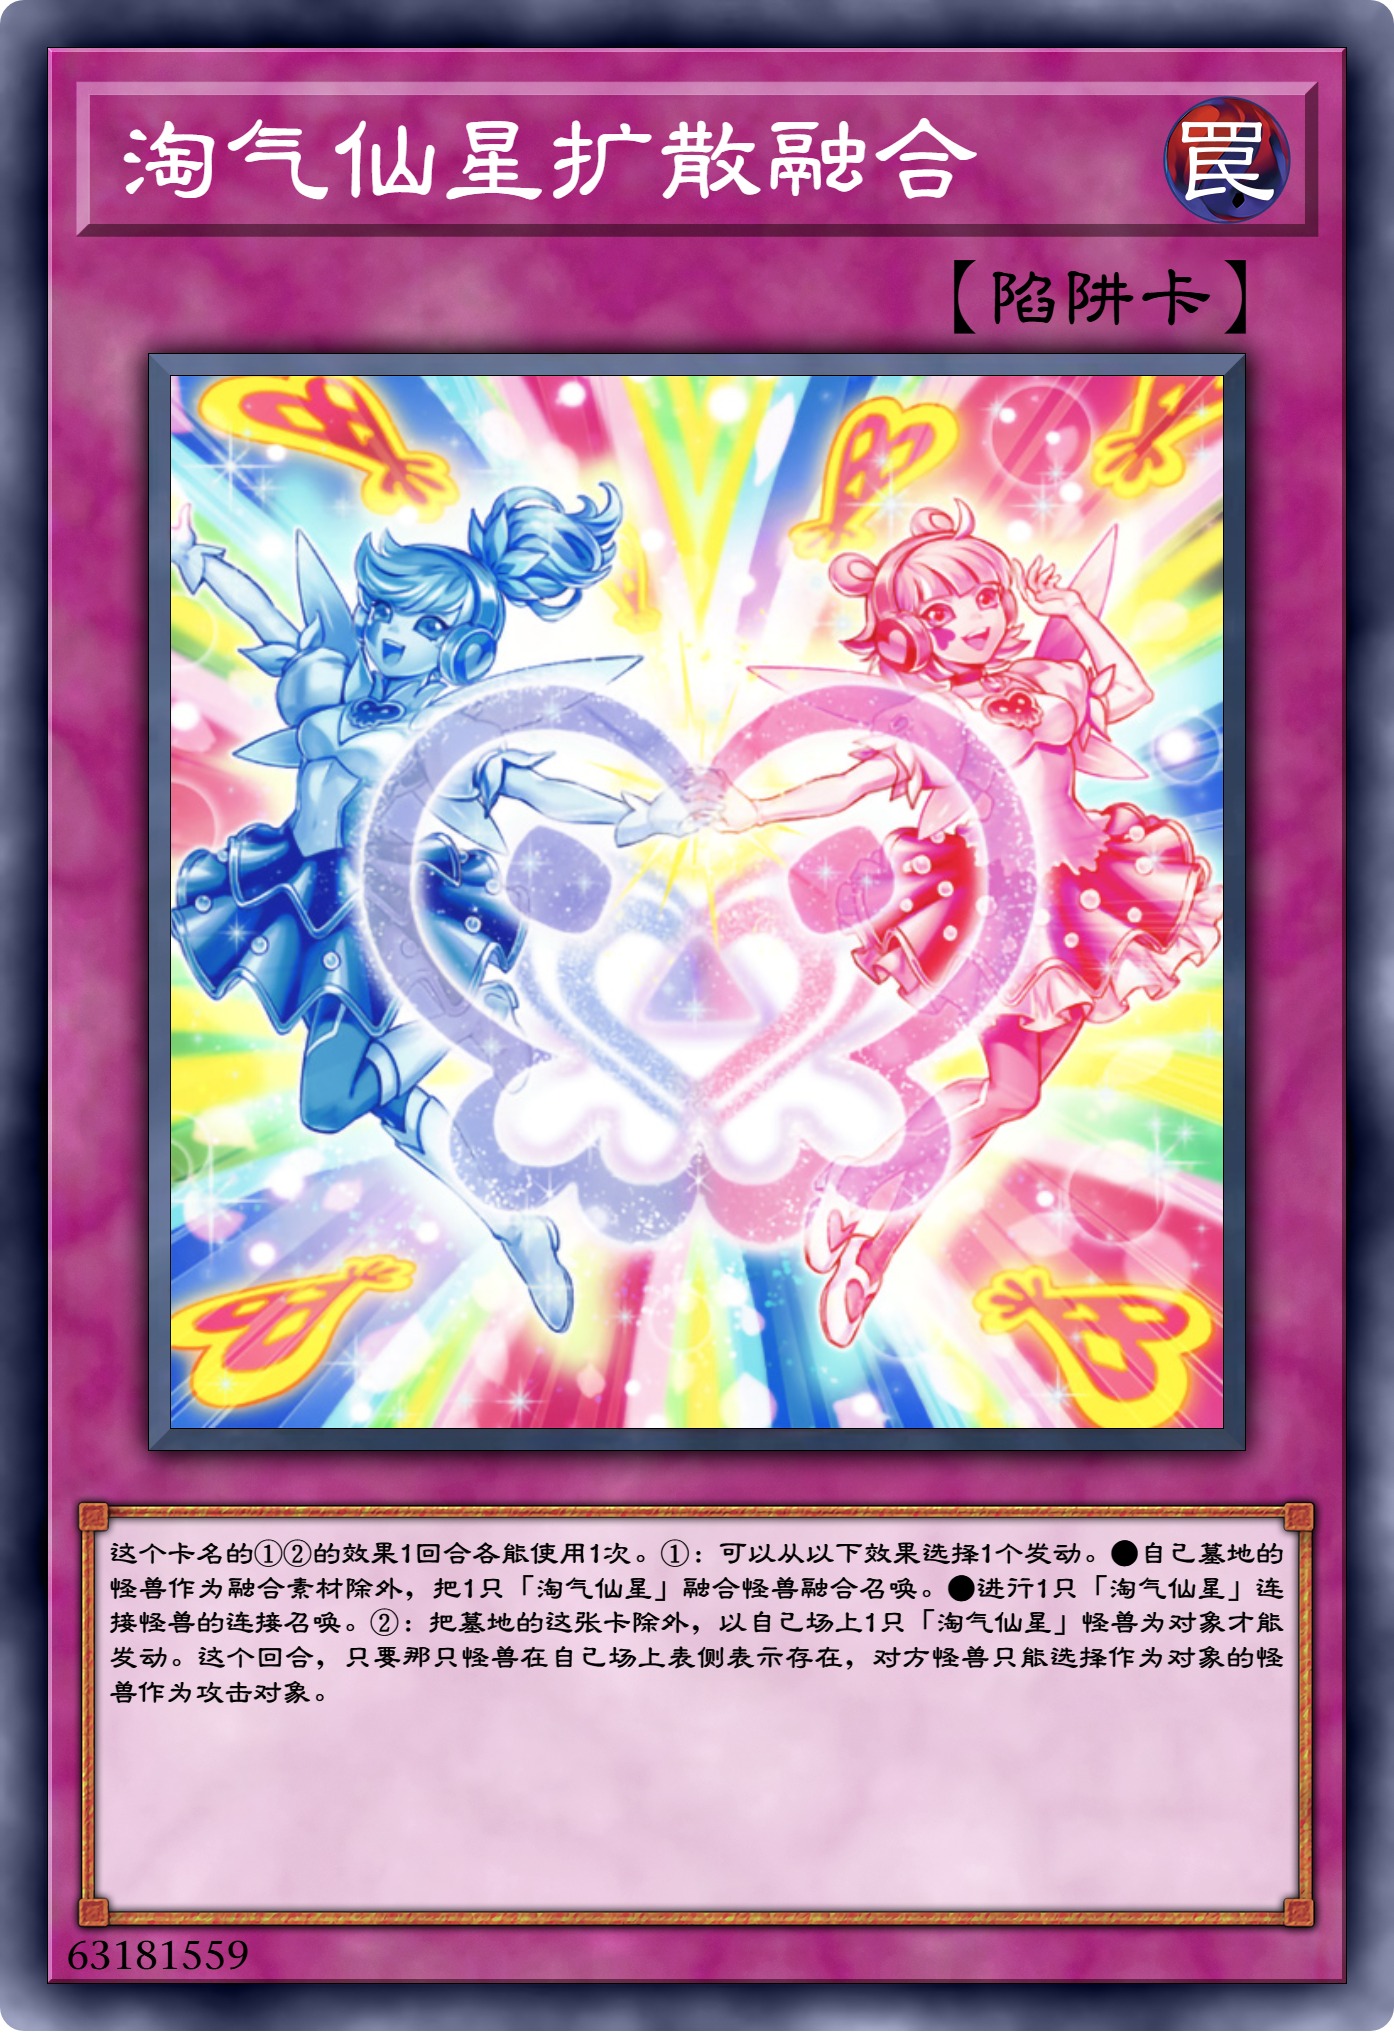 淘气仙星扩散融合
罠
【陷阱卡】
这个卡名的①②的效果1回合各能使用1次。①：可以从以下效果选择1个发动。●自己墓地的
怪兽作为融合素材除外，把1只「淘气仙星」融合怪兽融合召唤。●进行1只「淘气仙星」连
接怪兽的连接召唤。②：把墓地的这张卡除外，以自己场上1只「淘气仙星」怪兽为对象才能
发动。这个回合，只要那只怪兽在自己场上表侧表示存在，对方怪兽只能选择作为对象的怪
兽作为攻击对象。
63181559